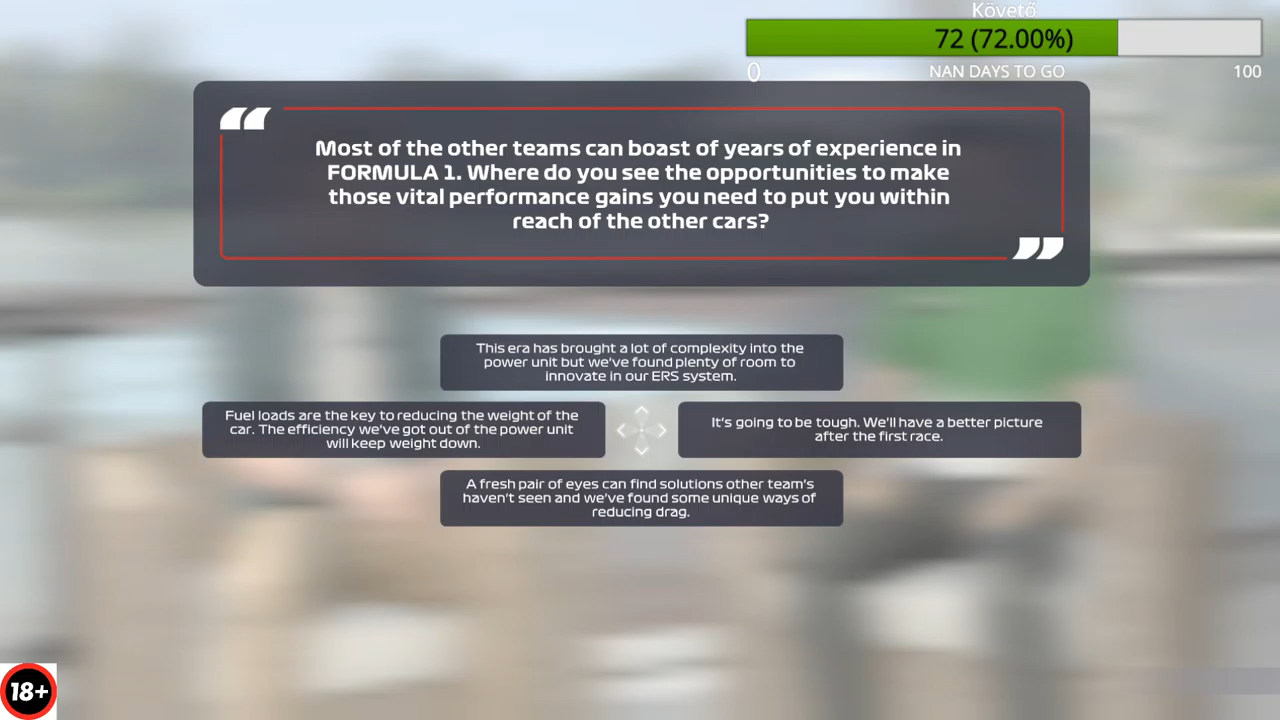 Követő
72 (72.00%)
0
NAN DAYS TO GO
100
Most of the other teams can boast of years of experience in
FORMULA 1. Where do you see the opportunities to make
those vital performance gains you need to put you within
reach of the other cars?
This era has brought a lot of complexity into the
power unit but we've found plenty of room to
innovate in our ERS system.
Fuel loads are the key to reducing the weight of the
car. The efficiency we've got out of the power unit
will keep weight down.
It's going to be tough. We'll have a better picture
after the first race.
A fresh pair of eyes can find solutions other team's
haven't seen and we've found some unique ways of
reducing drag.
18+